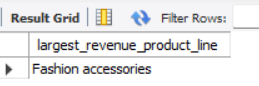 Result Grid Filter Rows:
largest_revenue_product_line
Fashion accessories